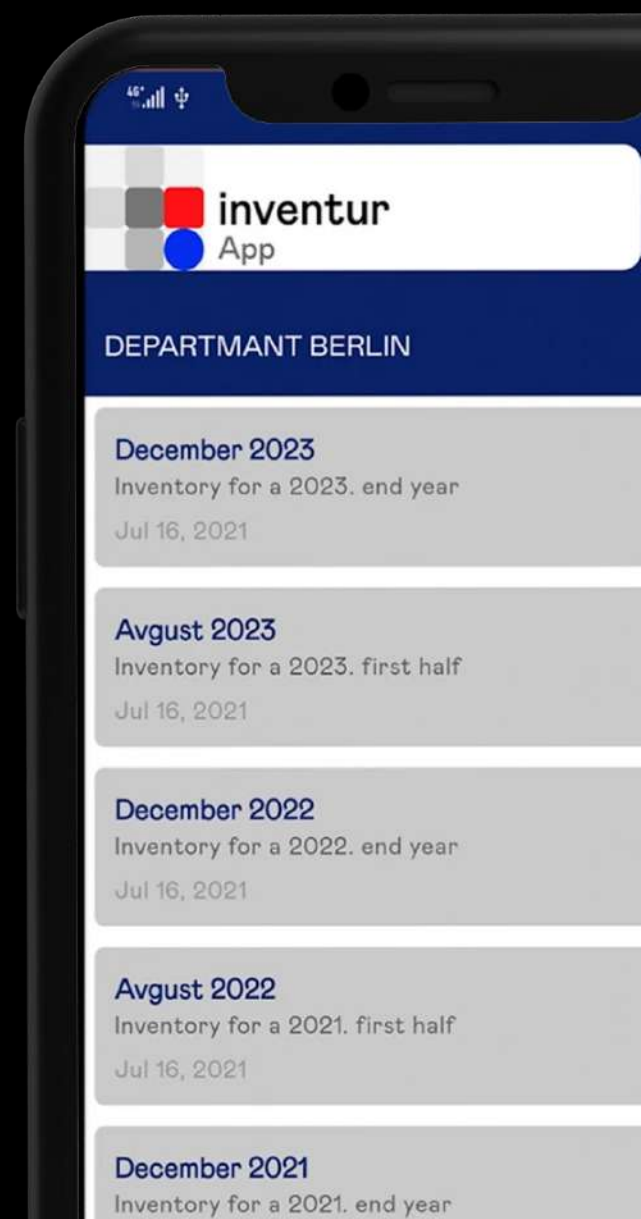 4G+
inventur
App
DEPARTMANT BERLIN
December 2023
Inventory for a 2023. end year
Jul 16, 2021
Avgust 2023
Inventory for a 2023. first half
Jul 16, 2021
December 2022
Inventory for a 2022. end year
Jul 16, 2021
Avgust 2022
Inventory for a 2021. first half
Jul 16, 2021
December 2021
Inventory for a 2021. end year